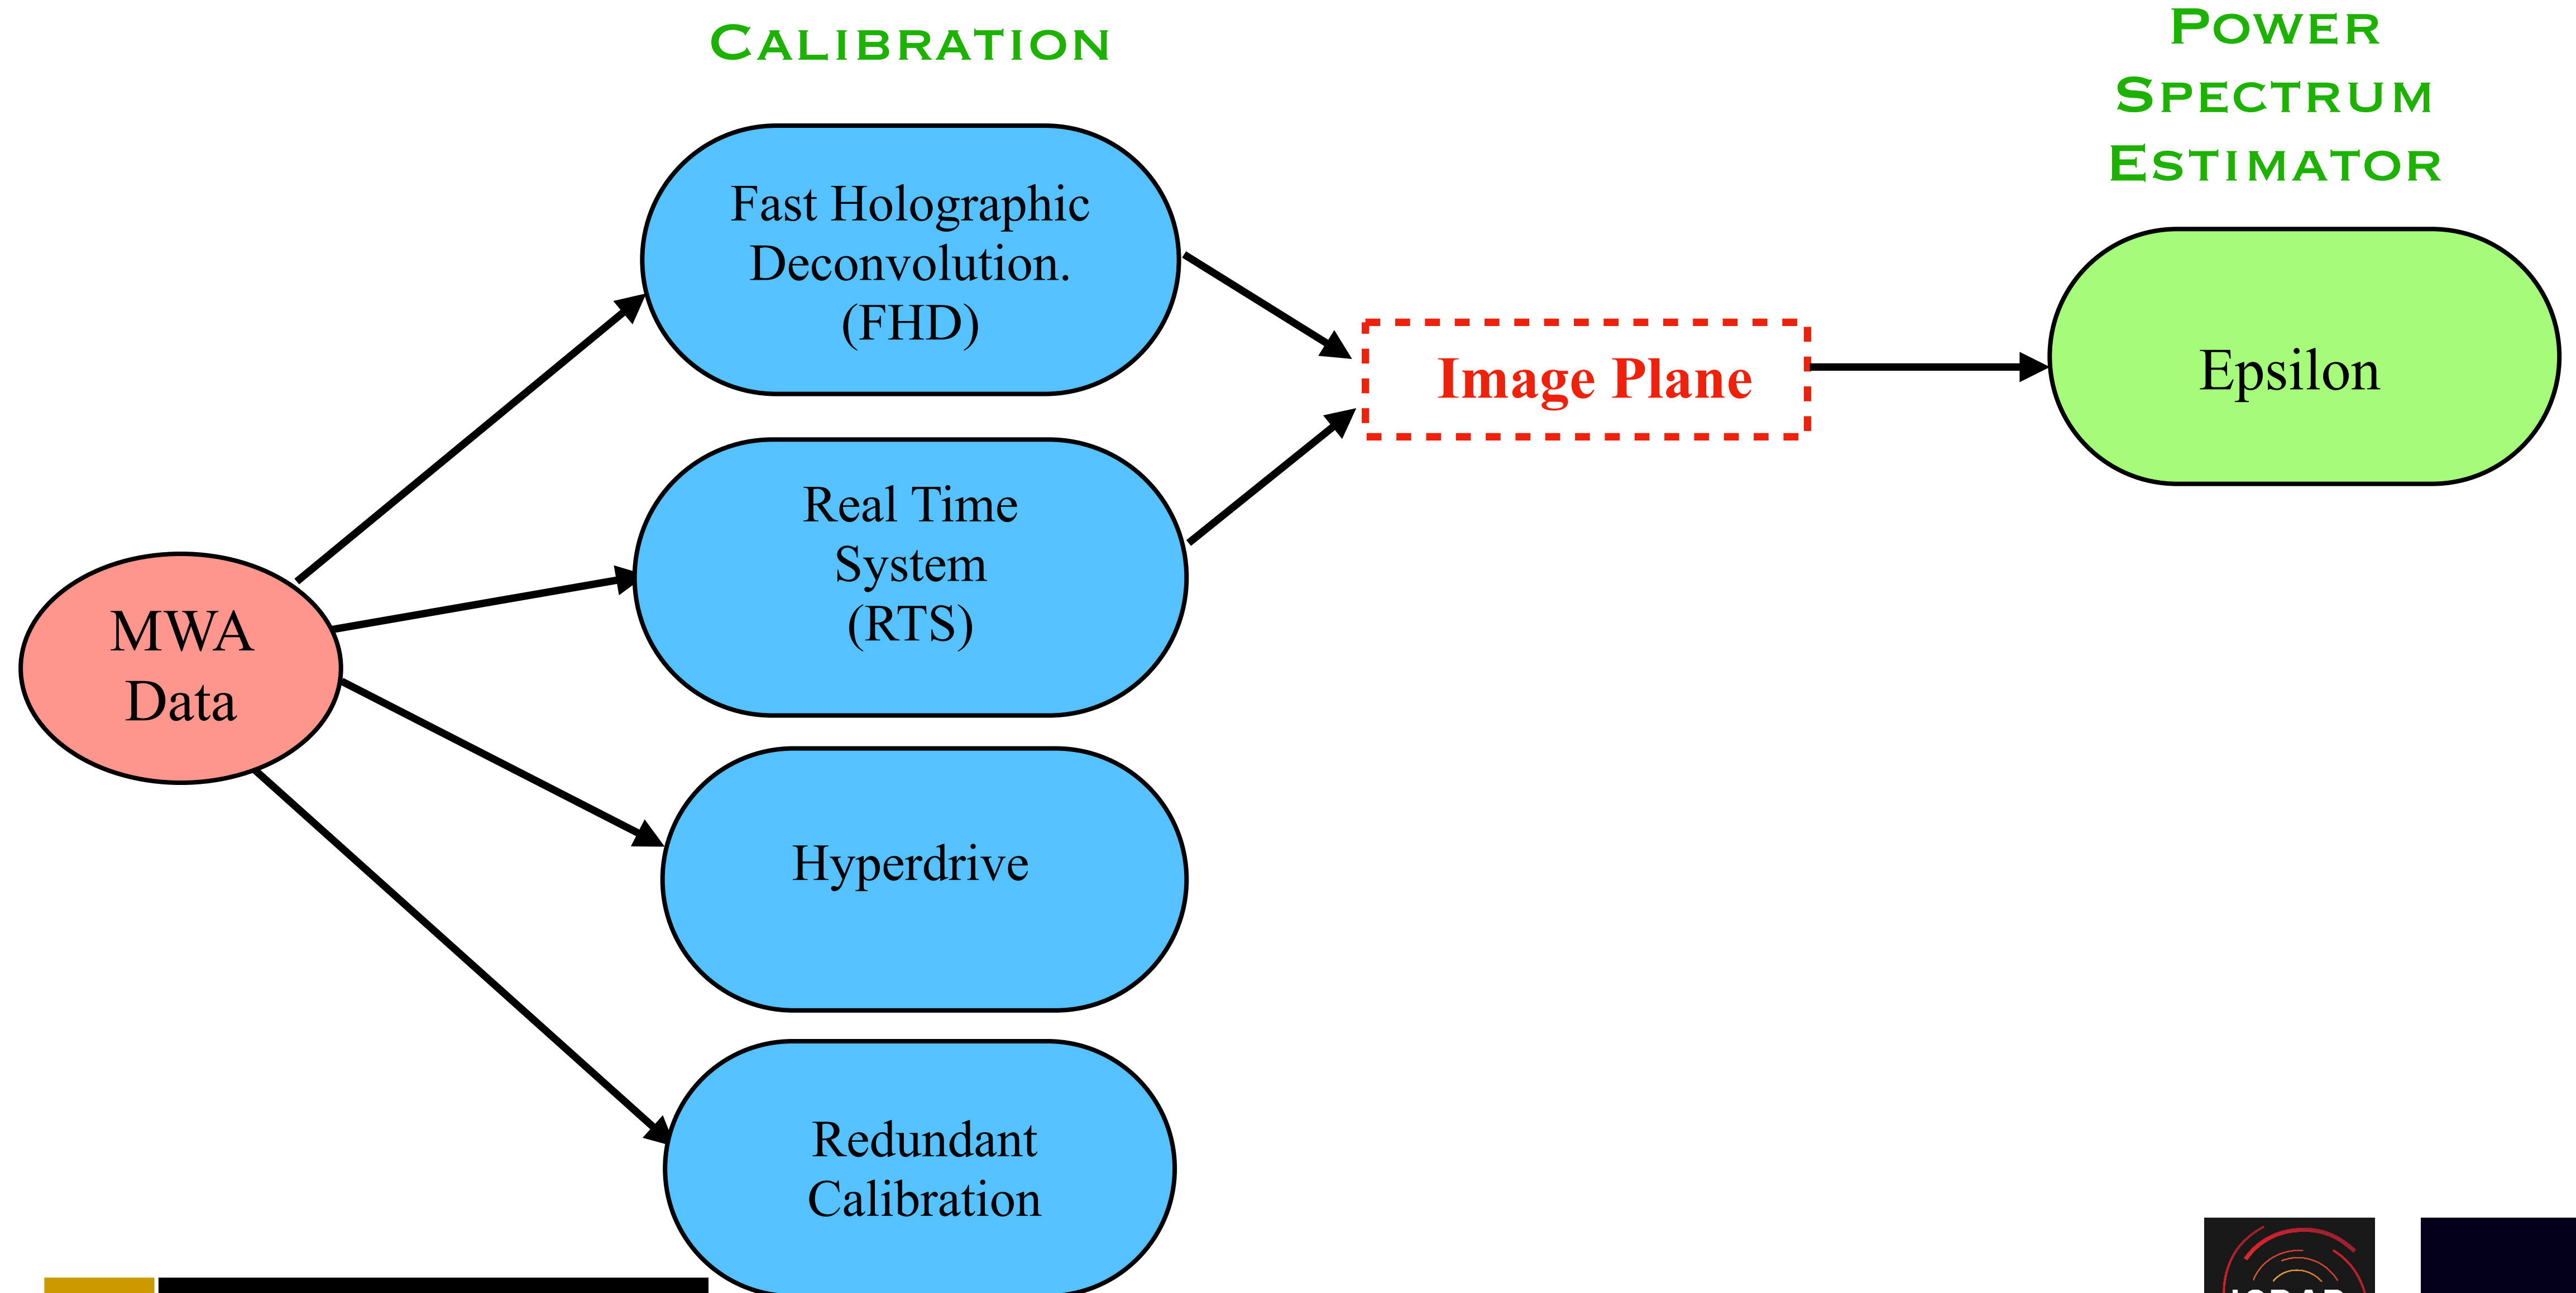 CALIBRATION
POWER
SPECTRUM
ESTIMATOR
Fast Holographic
Deconvolution.
(FHD)
Image Plane
Epsilon
Real Time
System
(RTS)
MWA
Data
Hyperdrive
Redundant
Calibration